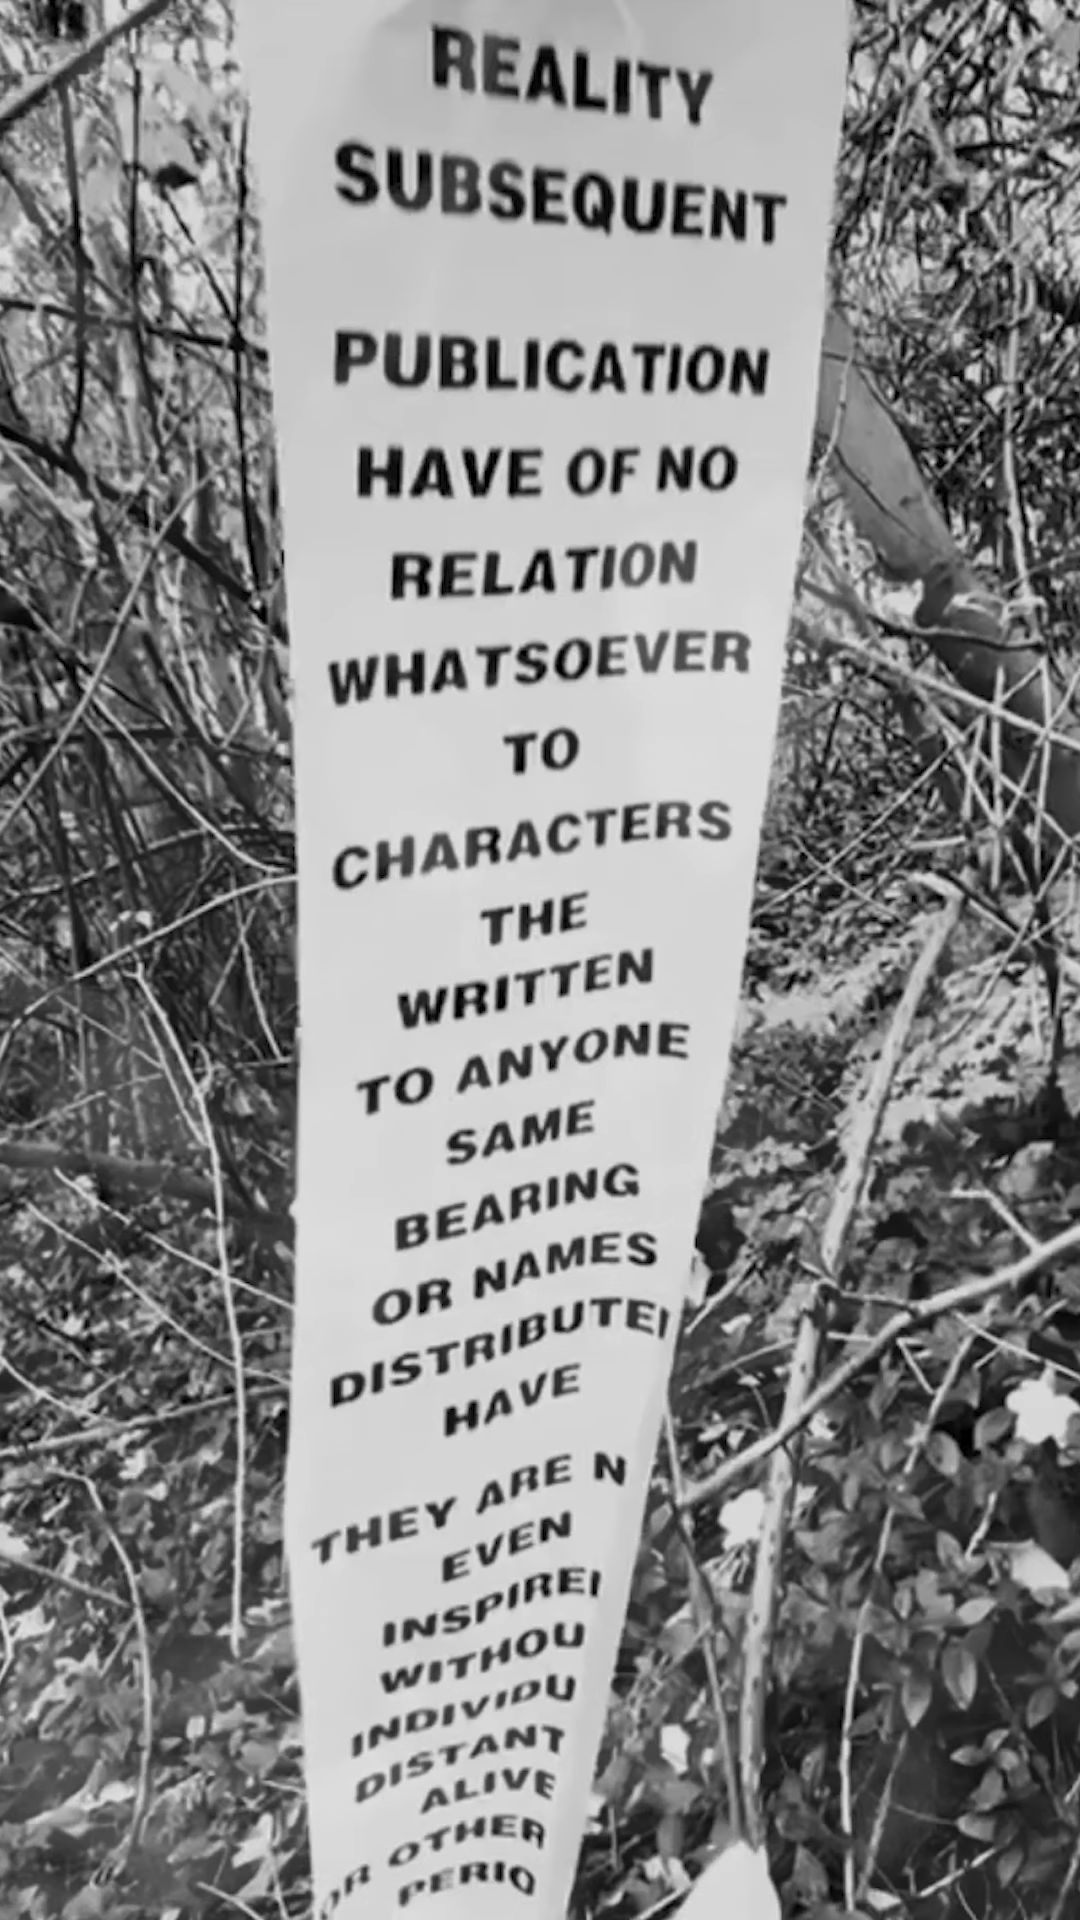 REALITY
SUBSEQUENT
PUBLICATION
HAVE OF NO
RELATION
WHATSOEVER
TO
CHARACTERS
THE
WRITTEN
TO ANYONE
SAME
BEARING
OR NAMES
DISTRIBUTE
HAVE
THEY ARE N
EVEN
INSPIRE
WITHOU
INDIVIDU
DISTANT
ALIVE
OR OTHER
PERIO